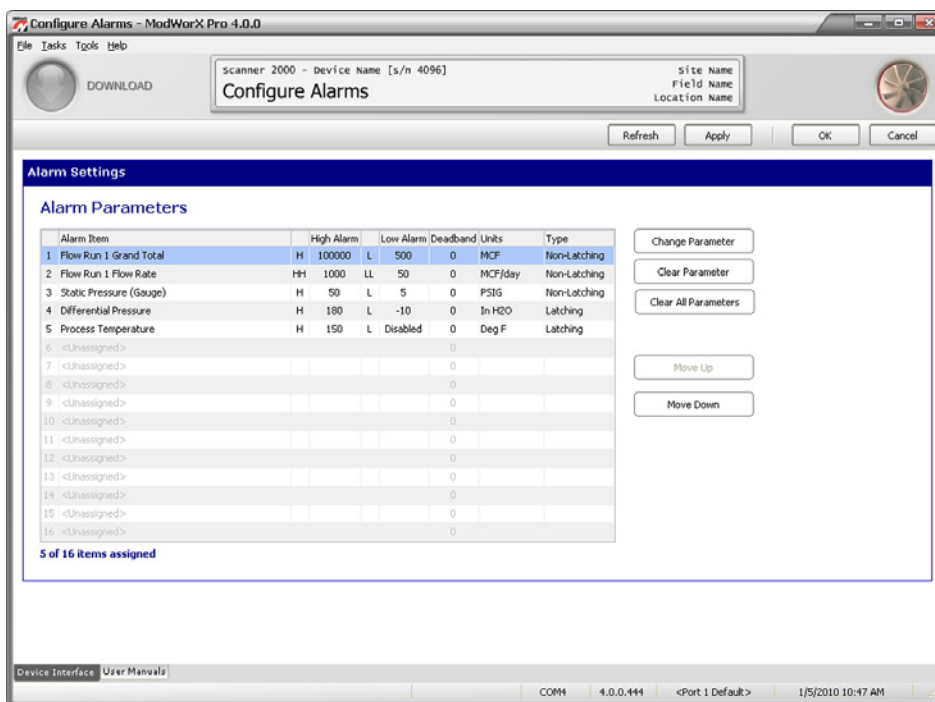 Configure Alarms - ModWorX Pro 4.0.0
File Tasks Tools Help
DOWNLOAD
Scanner 2000 - Device Name [s/n 4096]
Configure Alarms
Site Name
Field Name
Location Name
Refresh Apply OK Cancel
Alarm Settings
Alarm Parameters
Alarm Item High Alarm Low Alarm Deadband Units Type
1 Flow Run 1 Grand Total H 100000 L 500 0 MCF Non-Latching
2 Flow Run 1 Flow Rate HH 1000 LL 50 0 MCF/day Non-Latching
3 Static Pressure (Gauge) H 50 L 5 0 PSIG Non-Latching
4 Differential Pressure H 180 L -10 0 In H2O Latching
5 Process Temperature H 150 L Disabled 0 Deg F Latching
6 <Unassigned> 0
7 <Unassigned> 0
8 <Unassigned> 0
9 <Unassigned> 0
10 <Unassigned> 0
11 <Unassigned> 0
12 <Unassigned> 0
13 <Unassigned> 0
14 <Unassigned> 0
15 <Unassigned> 0
16 <Unassigned> 0
5 of 16 items assigned
Change Parameter
Clear Parameter
Clear All Parameters
Move Up
Move Down
Device Interface User Manuals
COM4 4.0.0.444 <Port 1 Default> 1/5/2010 10:47 AM